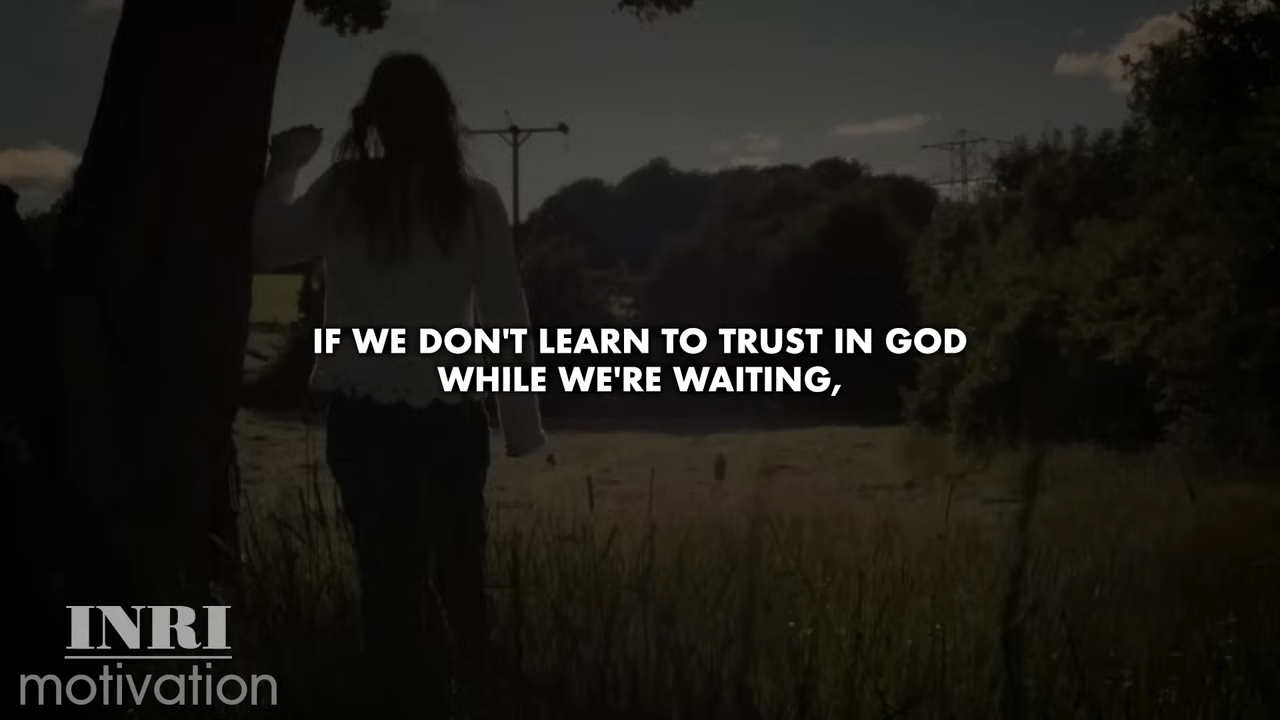 IF WE DON'T LEARN TO TRUST IN GOD
WHILE WE'RE WAITING,
INRI
motivation